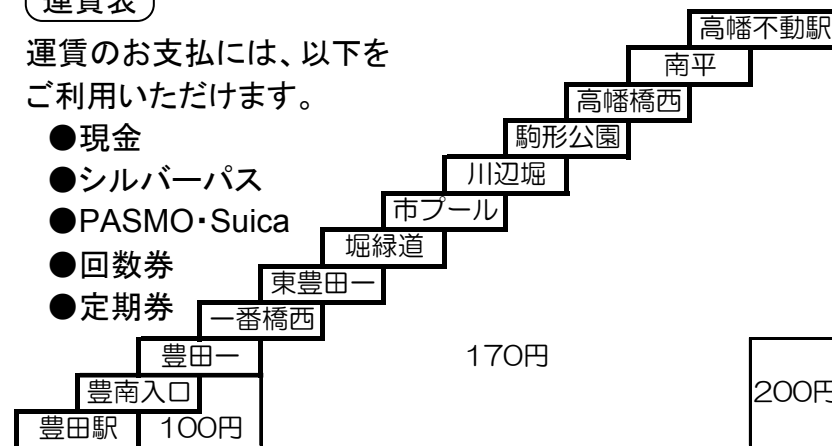 運賃表
高幡不動駅
運賃のお支払には、以下を
南平
ご利用いただけます。
高幡橋西
●現金
駒形公園
●シルバーパス
川辺堀
●PASMO・Suica
市プール
堀緑道
●回数券
東豊田一
●定期券
一番橋西
豊田一
170円
豊南入口
200円
豊田駅
100円